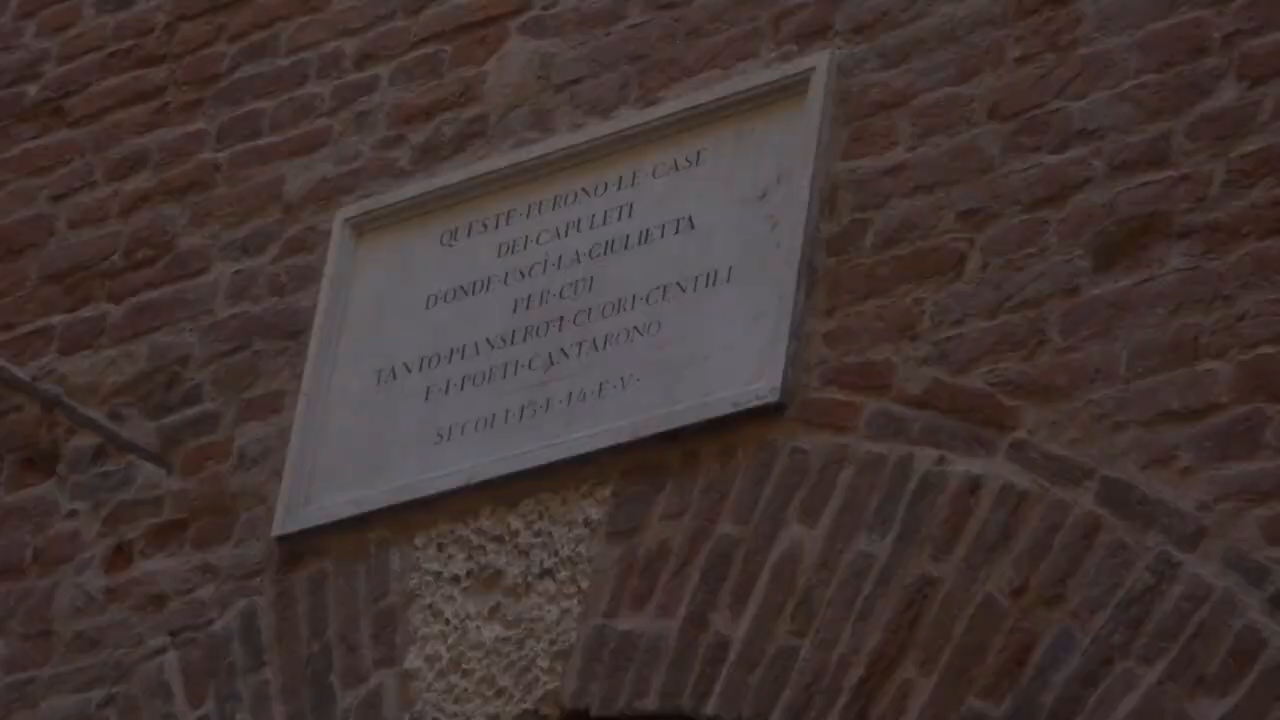 QUESTE·FURONO·LE·CASE
DEI·CAPULETI
D'ONDE·USCÌ·LA·GIULIETTA
PER·CUI
TANTO·PIANSERO·I·CUORI·GENTILI
E·I·POETI·CANTARONO
SECOLI·13·E·14·E·V·